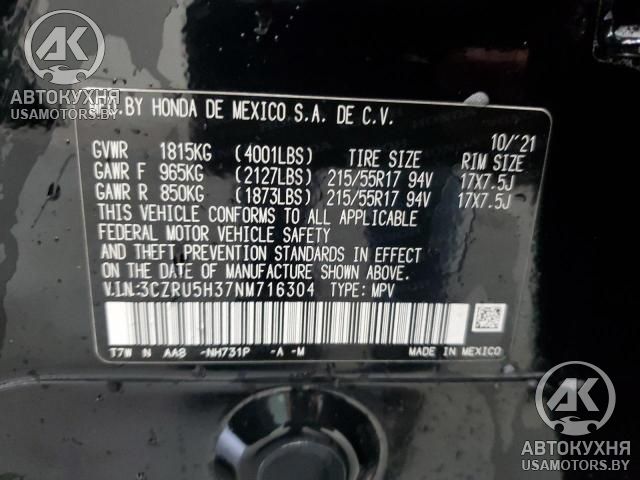 AK
АВТОКУХНЯ
USAMOTORS.BY
MFD.BY HONDA DE MEXICO S.A. DE C.V.
10/'21
GVWR 1815KG (4001LBS) TIRE SIZE RIM SIZE
GAWR F 965KG (2127LBS) 215/55R17 94V 17X7.5J
GAWR R 850KG (1873LBS) 215/55R17 94V 17X7.5J
THIS VEHICLE CONFORMS TO ALL APPLICABLE
FEDERAL MOTOR VEHICLE SAFETY
AND THEFT PREVENTION STANDARDS IN EFFECT
ON THE DATE OF MANUFACTURE SHOWN ABOVE.
V.I.N.:3CZRU5H37NM716304 TYPE: MPV
T7W N AA8 -NH731P -A -M
MADE IN MEXICO
AK
АВТОКУХНЯ
USAMOTORS.BY